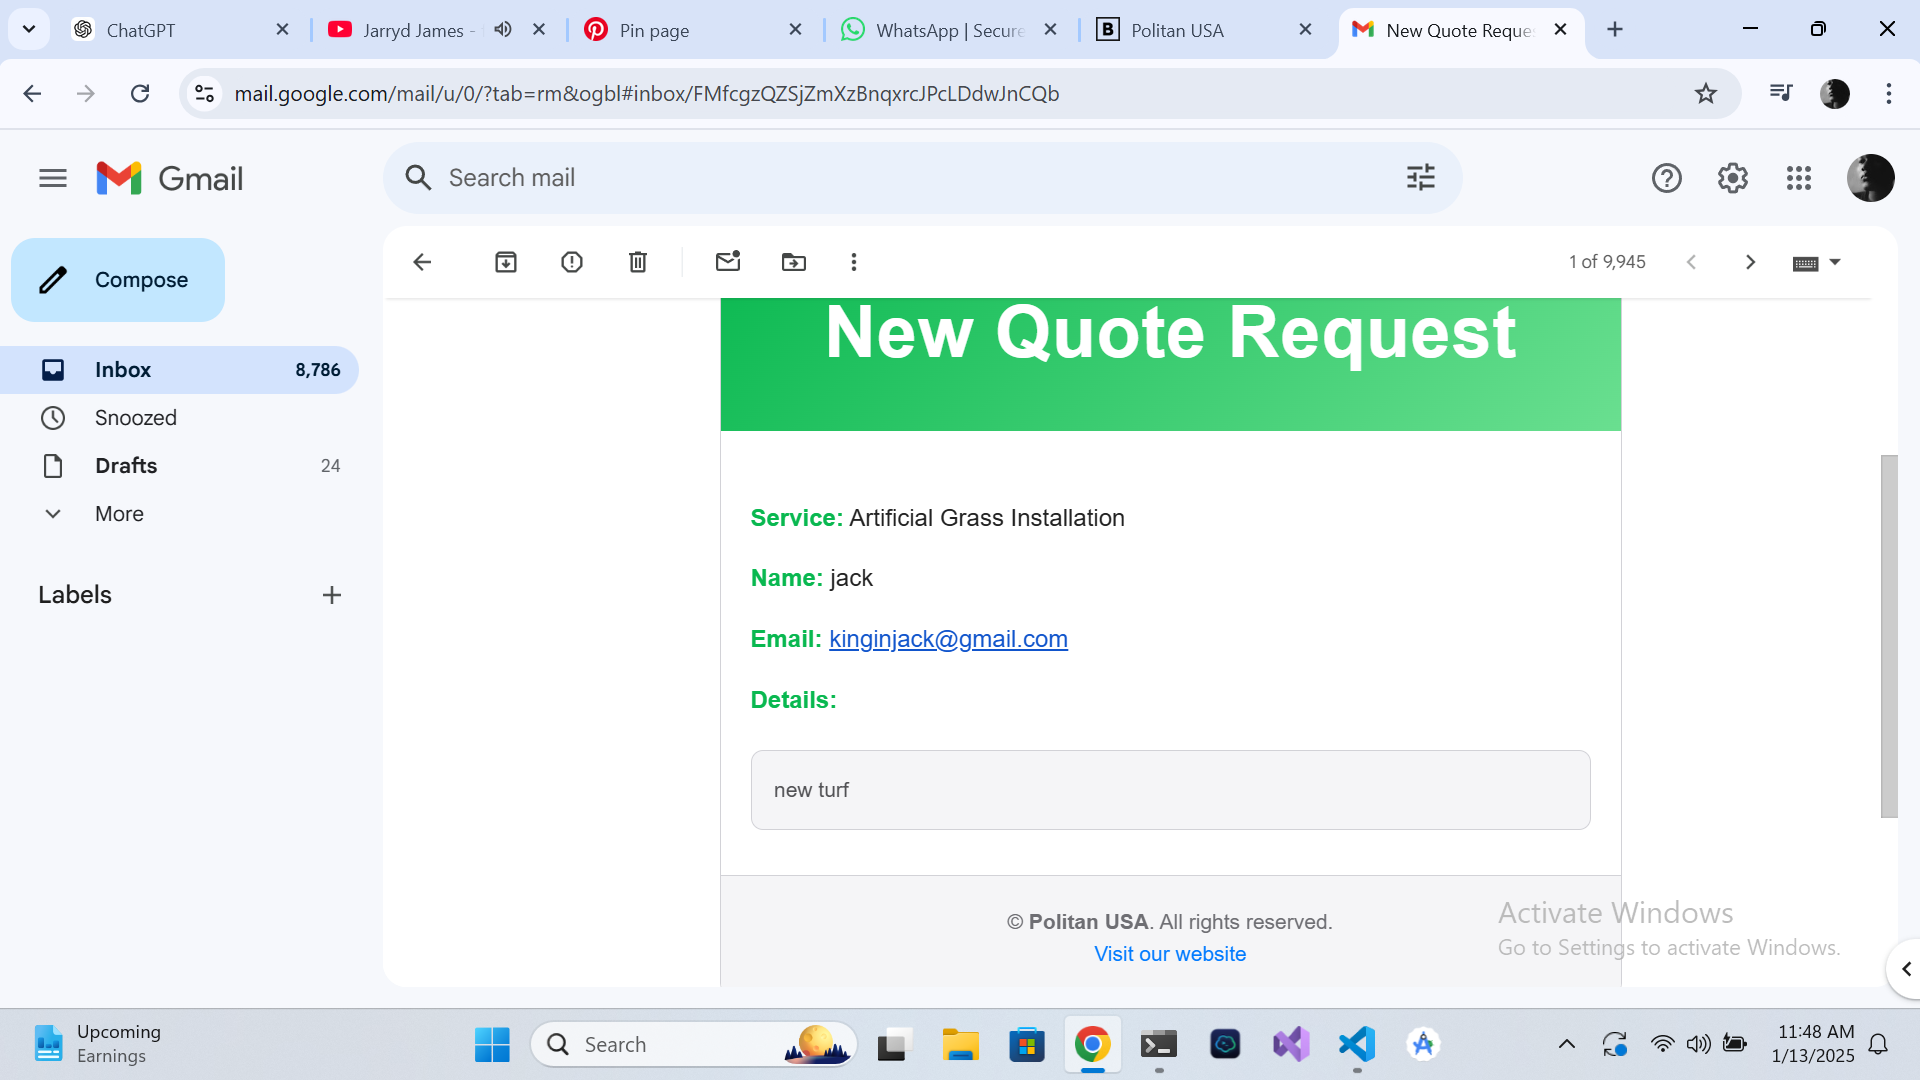 ChatGPT
Jarryd James -
Pin page
WhatsApp | Secure
Politan USA
New Quote Reques
mail.google.com/mail/u/0/?tab=rm&ogbl#inbox/FMfcgzQZSjZmXzBnqxrcJPcLDdwJnCQb
Gmail
Search mail
Compose
1 of 9,945
Inbox 8,786
Snoozed
Drafts 24
More
Labels
New Quote Request
Service: Artificial Grass Installation
Name: jack
Email: kinginjack@gmail.com
Details:
new turf
© Politan USA. All rights reserved.
Visit our website
Activate Windows
Go to Settings to activate Windows.
Upcoming
Earnings
Search
11:48 AM
1/13/2025